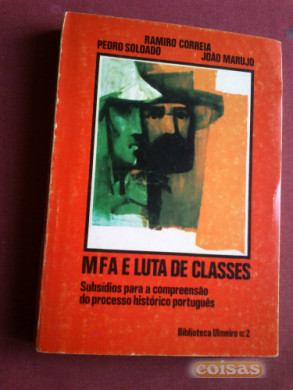 RAMIRO CORREIA
PEDRO SOLDADO
JOÃO MARUJO
MFA E LUTA DE CLASSES
Subsídios para a compreensão
do processo histórico português
Biblioteca Ulmeiro nº 2
coisas